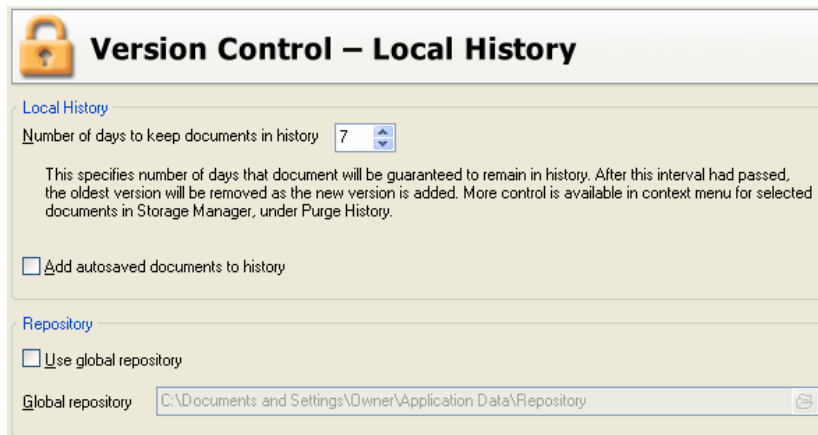 Version Control – Local History
Local History
Number of days to keep documents in history 7
This specifies number of days that document will be guaranteed to remain in history. After this interval had passed,
the oldest version will be removed as the new version is added. More control is available in context menu for selected
documents in Storage Manager, under Purge History.
Add autosaved documents to history
Repository
Use global repository
Global repository C:\Documents and Settings\Owner\Application Data\Repository